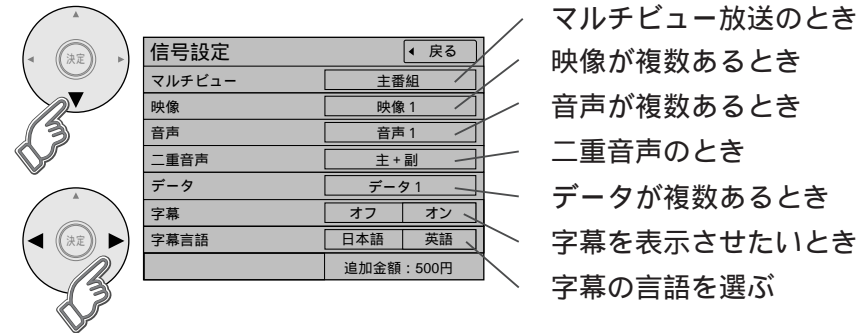 決定
信号設定 戻る
マルチビュー 主番組
映像 映像 1
音声 音声 1
二重音声 主 + 副
データ データ 1
字幕 オフ オン
字幕言語 日本語 英語
追加金額:500円
決定
マルチビュー放送のとき
映像が複数あるとき
音声が複数あるとき
二重音声のとき
データが複数あるとき
字幕を表示させたいとき
字幕の言語を選ぶ